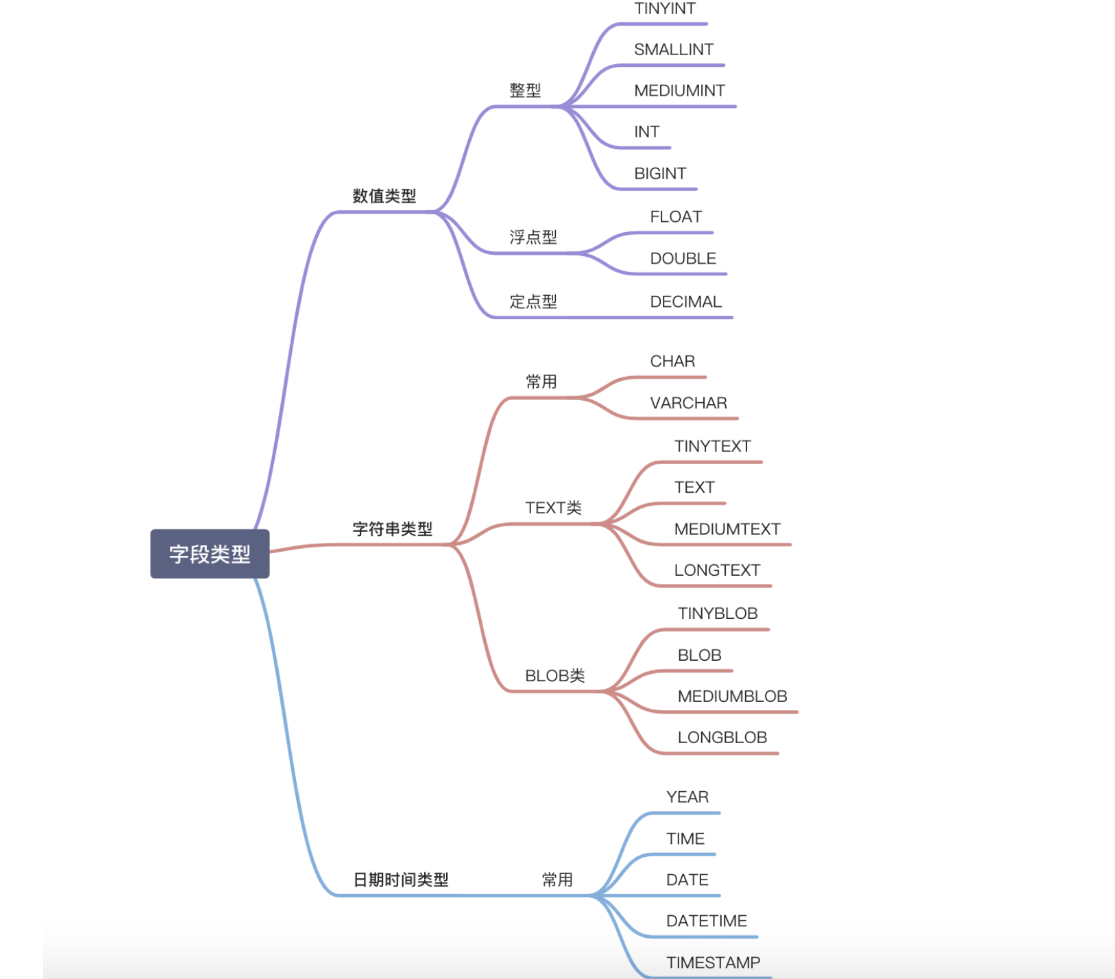 字段类型
数值类型
整型
TINYINT
SMALLINT
MEDIUMINT
INT
BIGINT
浮点型
FLOAT
DOUBLE
定点型
DECIMAL
字符串类型
常用
CHAR
VARCHAR
TEXT类
TINYTEXT
TEXT
MEDIUMTEXT
LONGTEXT
BLOB类
TINYBLOB
BLOB
MEDIUMBLOB
LONGBLOB
日期时间类型
常用
YEAR
TIME
DATE
DATETIME
TIMESTAMP